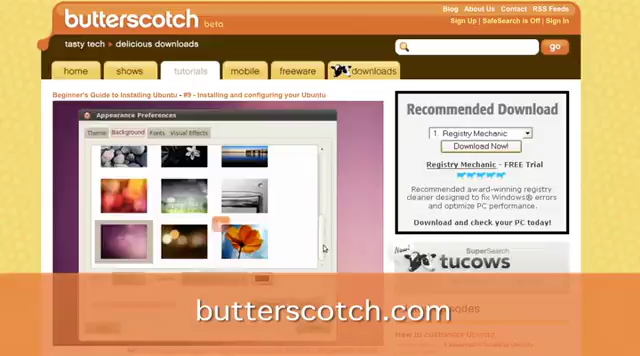 Blog About Us Contact RSS Feeds
butterscotch beta
Sign Up | SafeSearch is Off | Sign In
tasty tech delicious downloads
go
home shows tutorials mobile freeware downloads
Beginner's Guide to Installing Ubuntu - #9 - Installing and configuring your Ubuntu
Appearance Preferences
Theme Background Fonts Visual Effects
Recommended Download
1. Registry Mechanic
Download Now!
Registry Mechanic - FREE Trial
Recommended award-winning registry
cleaner designed to fix Windows® errors
and optimize PC performance.
Download and check your PC today!
New!
SuperSearch
tucows
butterscotch.com
How to customize Ubuntu